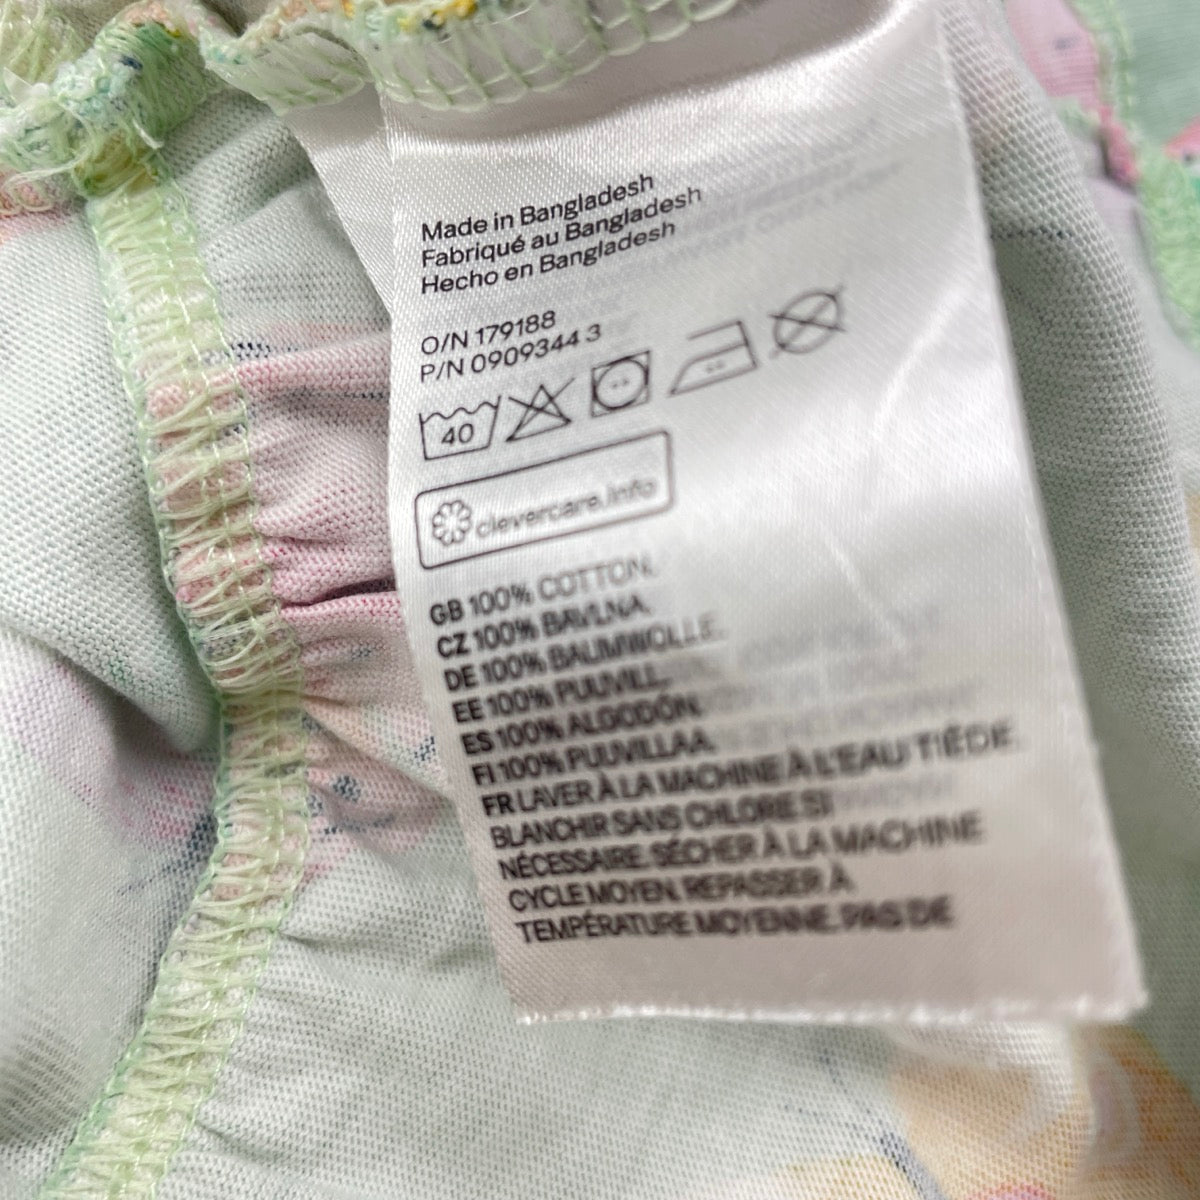 Made in Bangladesh
Fabriqué au Bangladesh
Hecho en Bangladesh
O/N 179188
P/N 0909344 3
40
clevercare.info
GB 100% COTTON.
CZ 100% BAVLNA.
DE 100% BAUMWOLLE.
EE 100% PUUVILL.
ES 100% ALGODÓN.
FI 100% PUUVILLAA.
FR LAVER À LA MACHINE À L'EAU TIÈDE.
BLANCHIR SANS CHLORE SI
NÉCESSAIRE. SÉCHER À LA MACHINE
CYCLE MOYEN. REPASSER À
TEMPÉRATURE MOYENNE. PAS DE